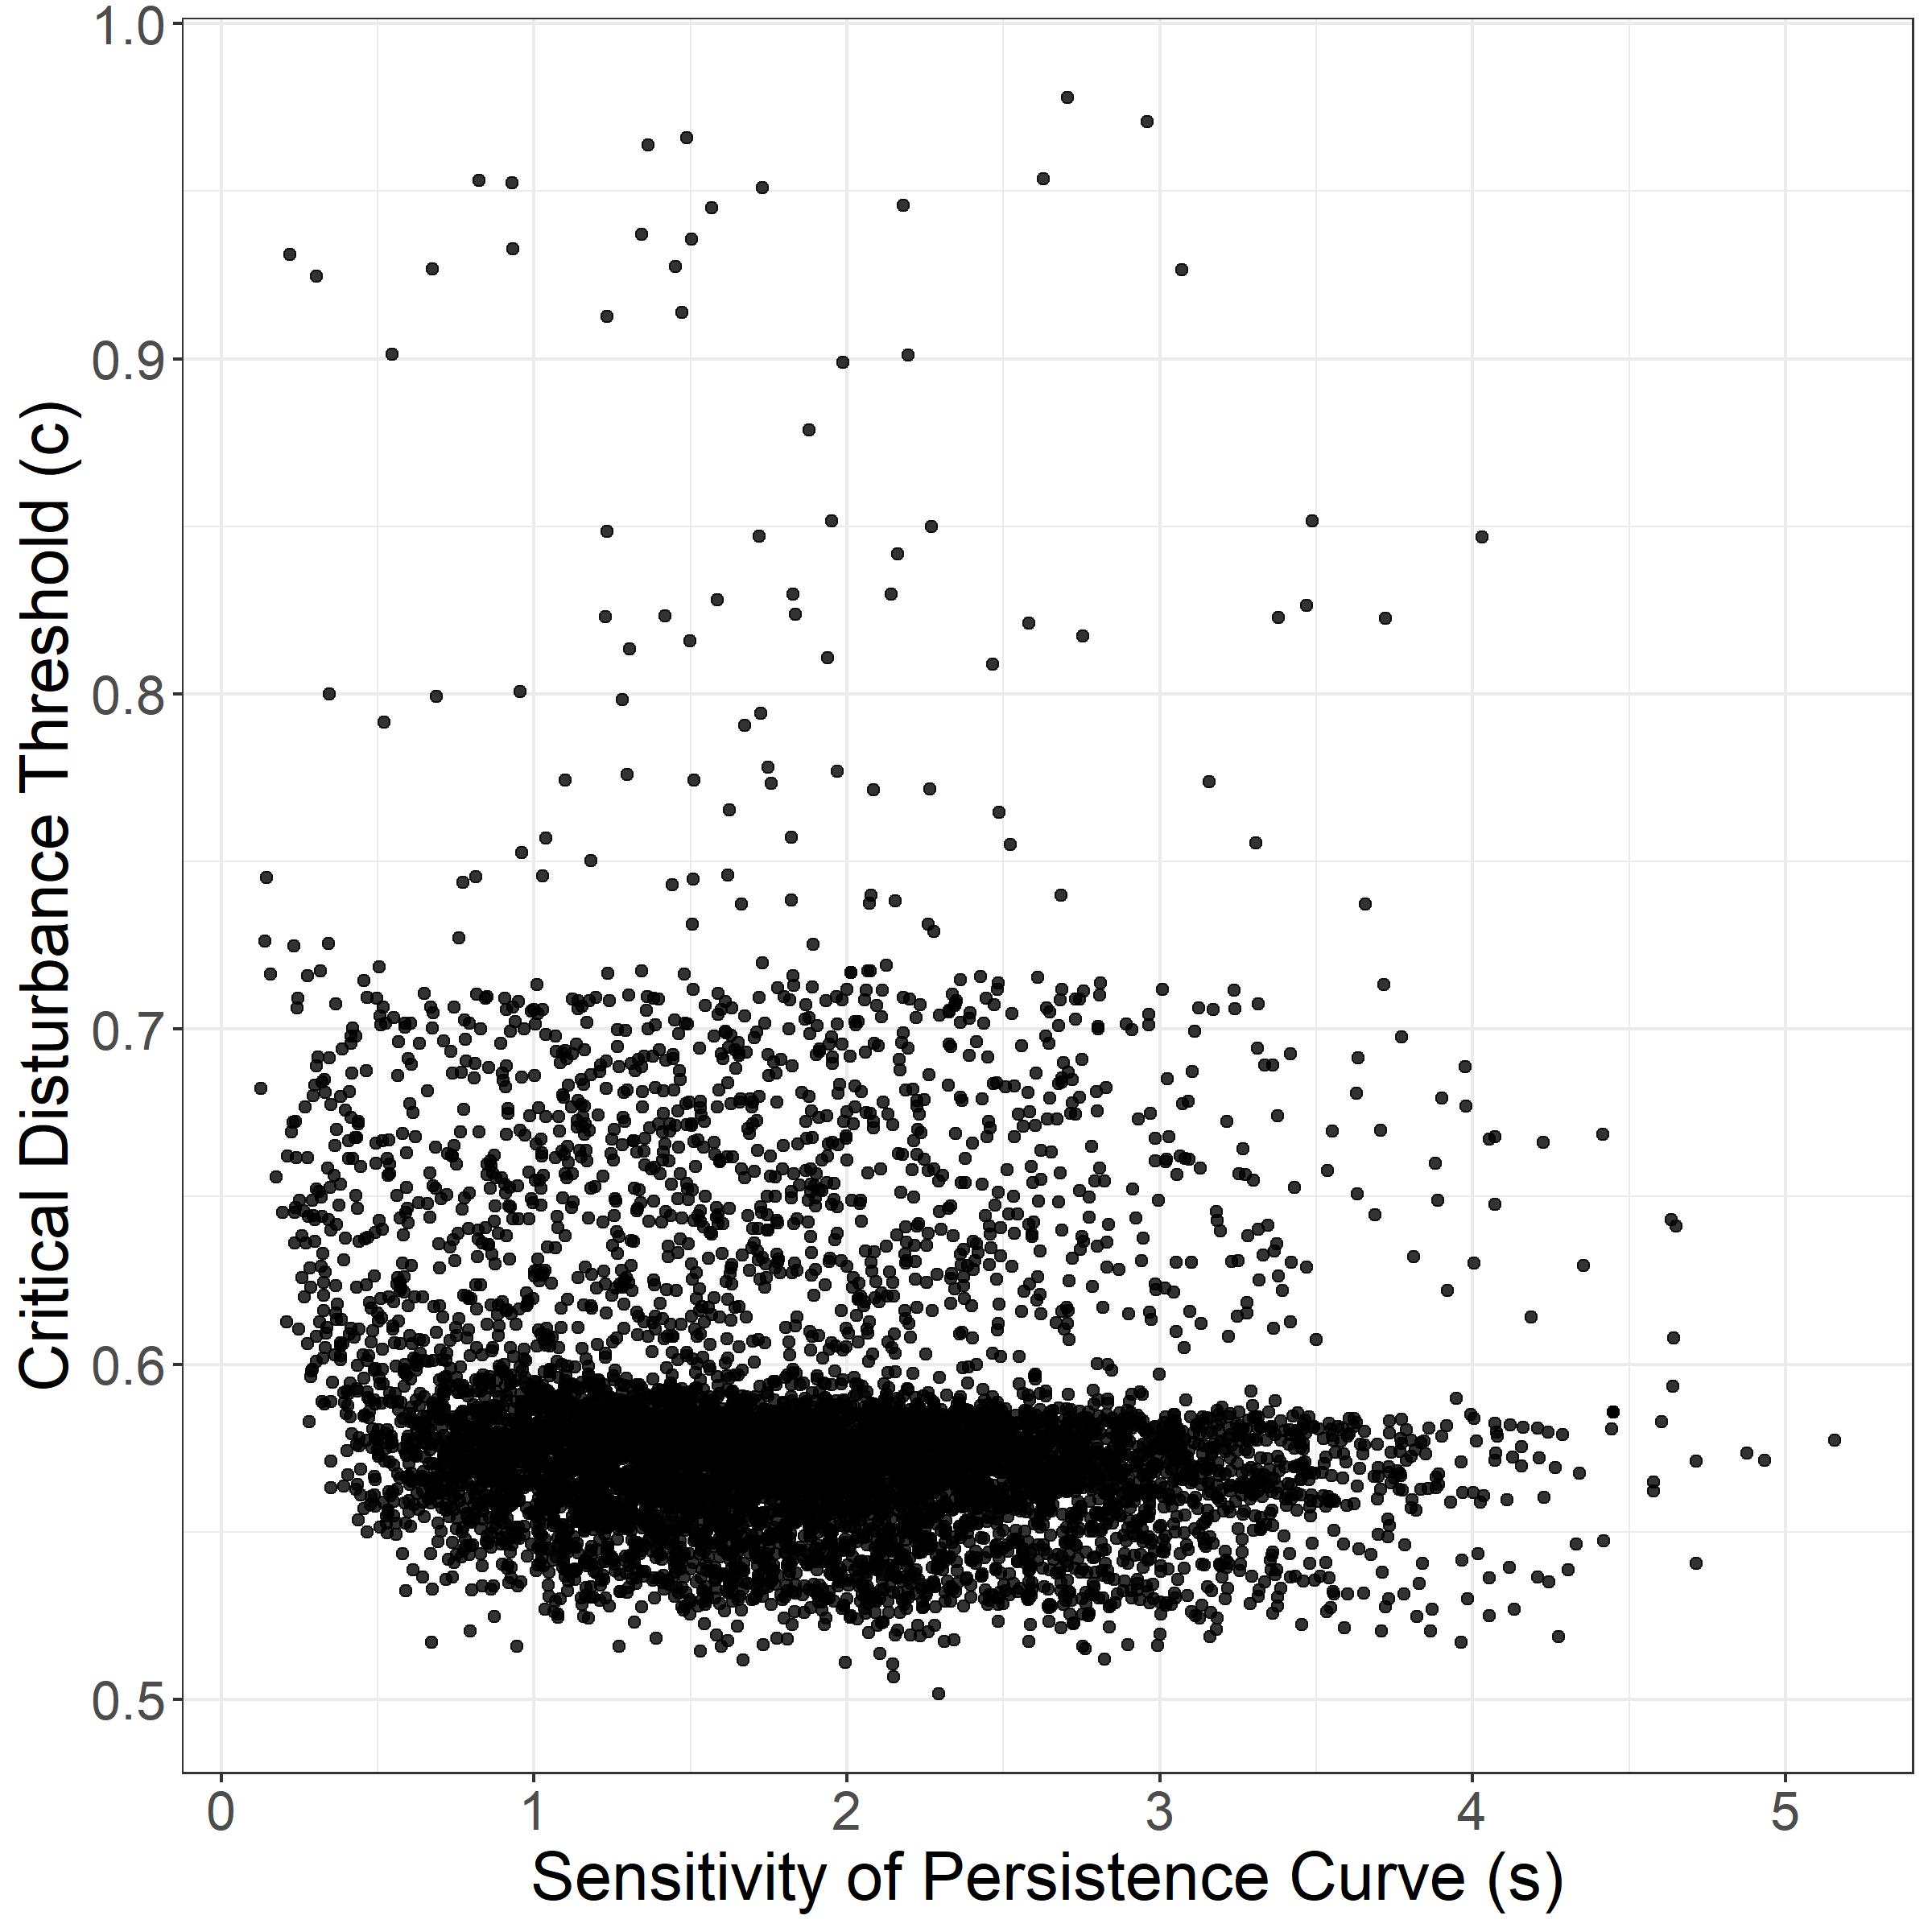 Critical Disturbance Threshold (c)
1.0
0.9
0.8
0.7
0.6
0.5
0 1 2 3 4 5
Sensitivity of Persistence Curve (s)